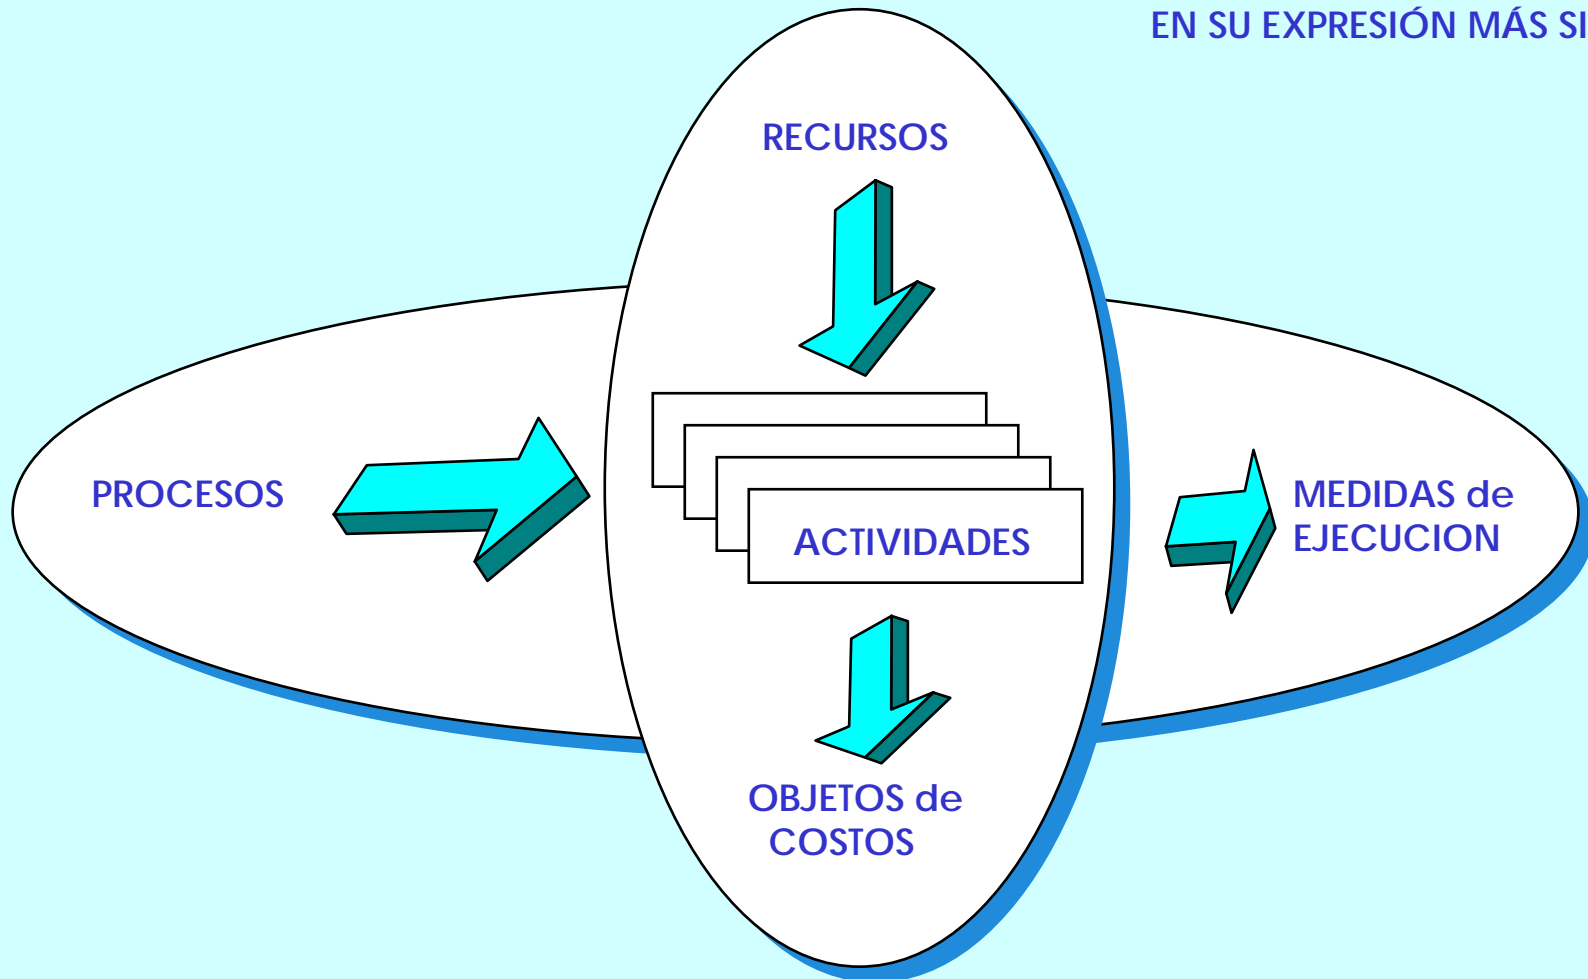 EN SU EXPRESIÓN MÁS SI
RECURSOS
PROCESOS
ACTIVIDADES
MEDIDAS de
EJECUCION
OBJETOS de
COSTOS